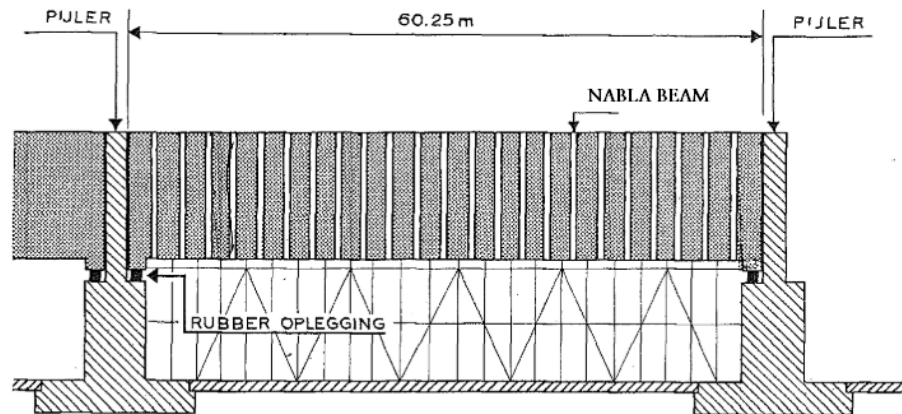 PIJLER
60.25 m
PIJLER
NABLA BEAM
RUBBER OPLEGGING